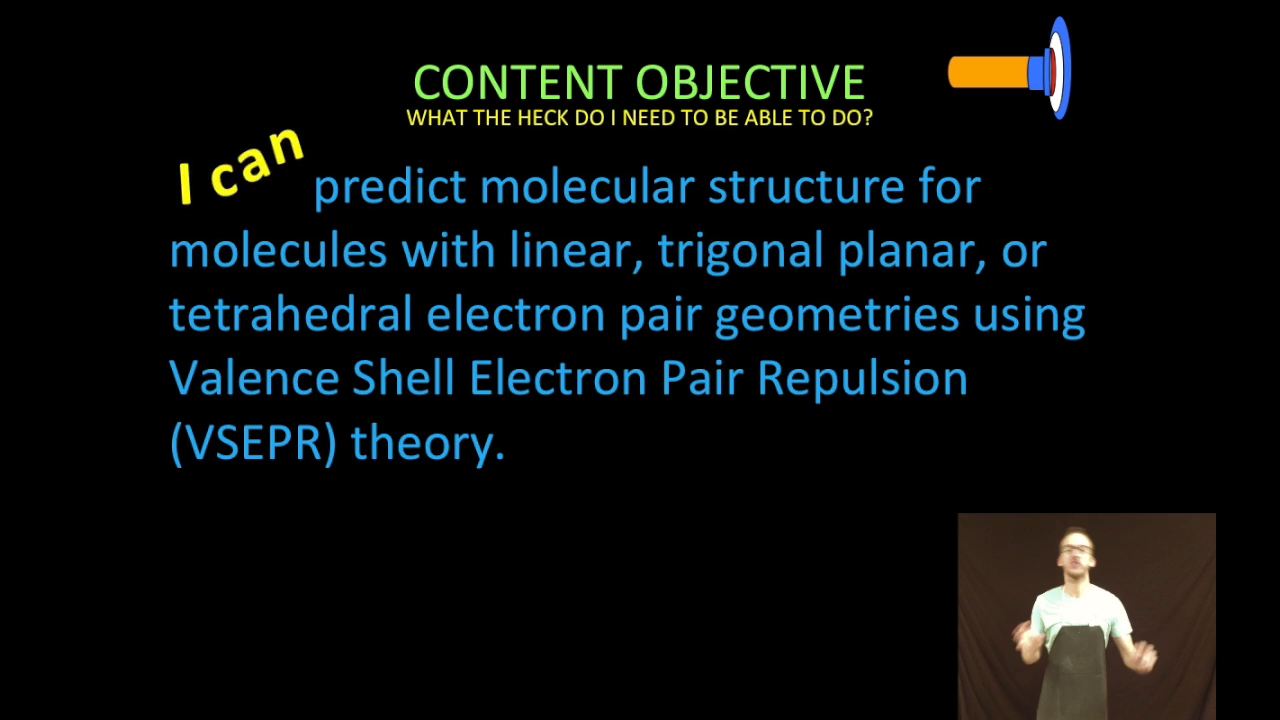 CONTENT OBJECTIVE
WHAT THE HECK DO I NEED TO BE ABLE TO DO?
I can predict molecular structure for
molecules with linear, trigonal planar, or
tetrahedral electron pair geometries using
Valence Shell Electron Pair Repulsion
(VSEPR) theory.